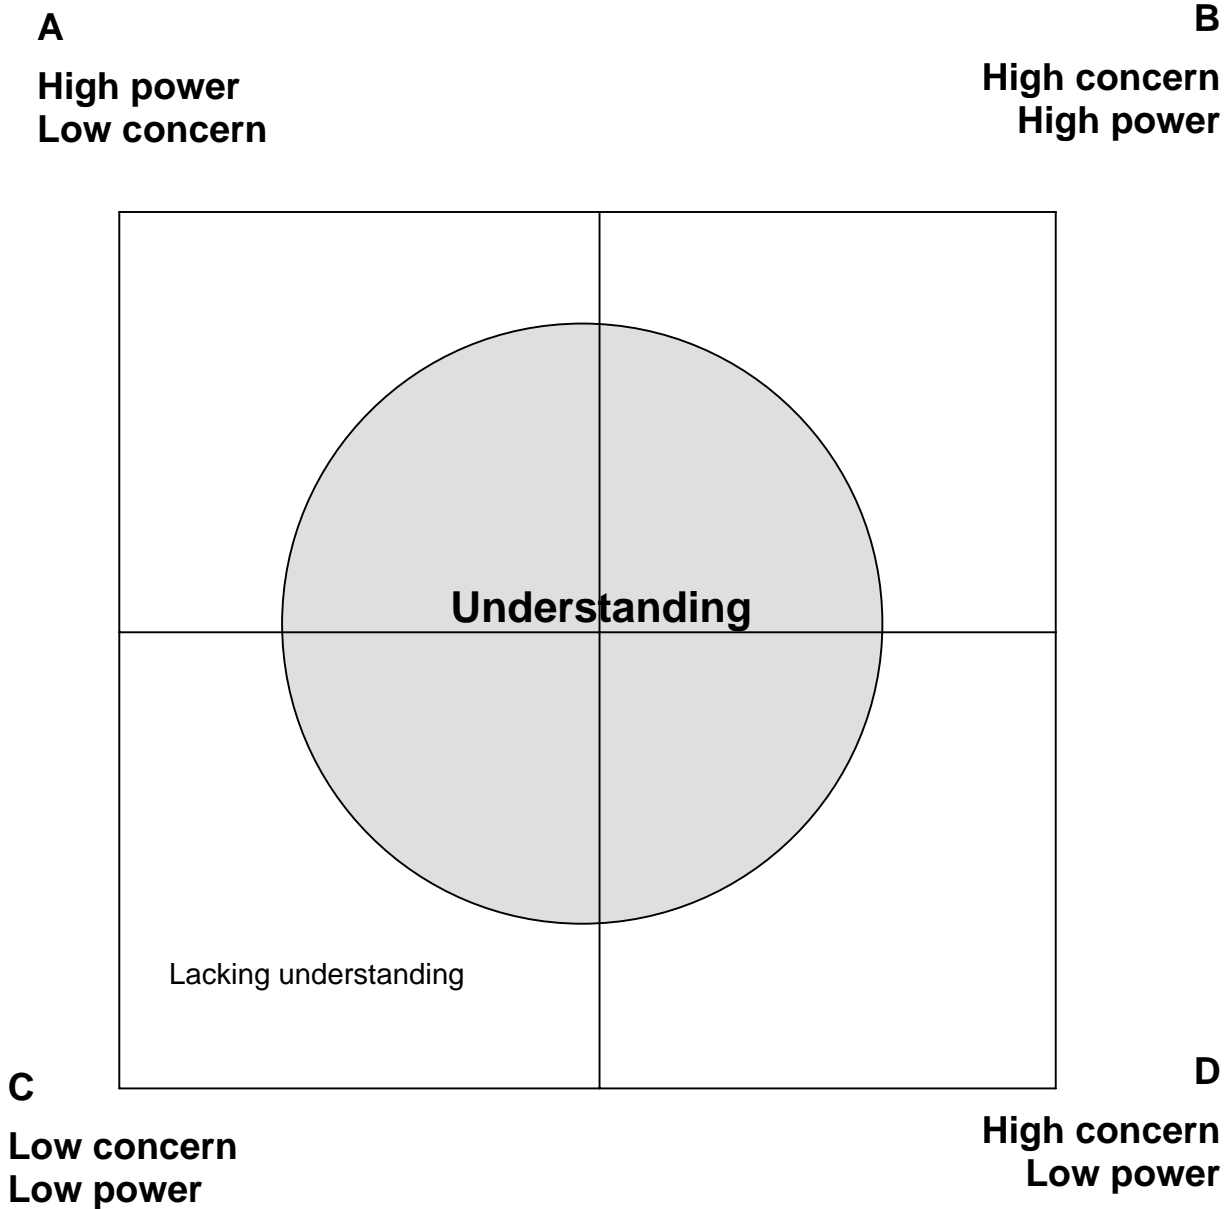 A
High power
Low concern
B
High concern
High power
Understanding
Lacking understanding
C
Low concern
Low power
D
High concern
Low power